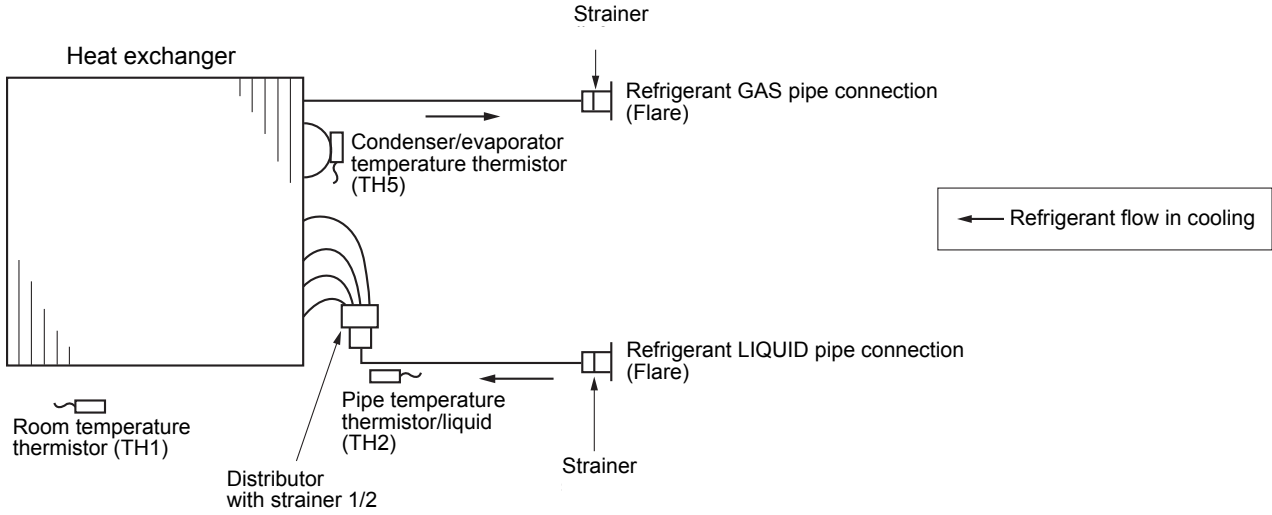 Strainer
Heat exchanger
Refrigerant GAS pipe connection
(Flare)
Condenser/evaporator
temperature thermistor
(TH5)
Refrigerant flow in cooling
Refrigerant LIQUID pipe connection
(Flare)
Pipe temperature
thermistor/liquid
(TH2)
Room temperature
thermistor (TH1)
Strainer
Distributor
with strainer 1/2